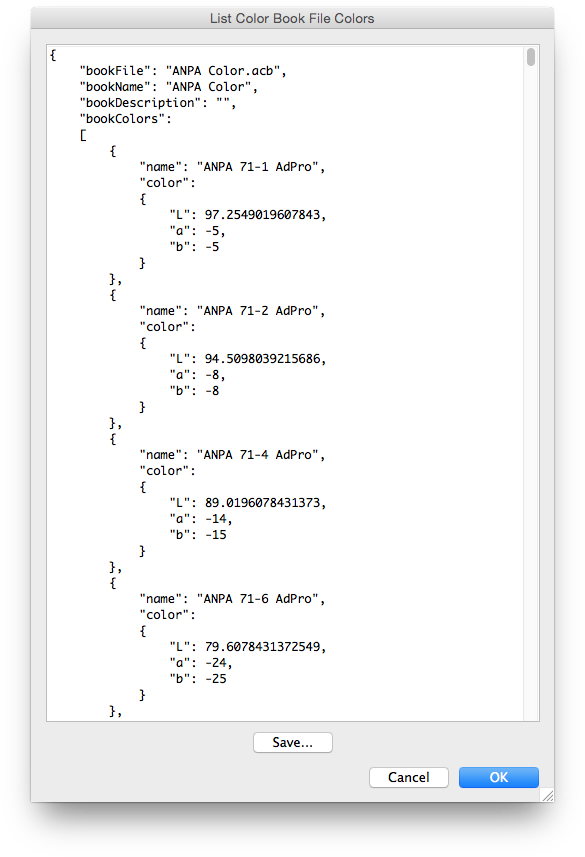 List Color Book File Colors
{
    "bookFile": "ANPA Color.acb",
    "bookName": "ANPA Color",
    "bookDescription": "",
    "bookColors":
    [
        {
            "name": "ANPA 71-1 AdPro",
            "color":
            {
                "L": 97.2549019607843,
                "a": -5,
                "b": -5
            }
        },
        {
            "name": "ANPA 71-2 AdPro",
            "color":
            {
                "L": 94.5098039215686,
                "a": -8,
                "b": -8
            }
        },
        {
            "name": "ANPA 71-4 AdPro",
            "color":
            {
                "L": 89.0196078431373,
                "a": -14,
                "b": -15
            }
        },
        {
            "name": "ANPA 71-6 AdPro",
            "color":
            {
                "L": 79.6078431372549,
                "a": -24,
                "b": -25
            }
        },
Save...
Cancel OK